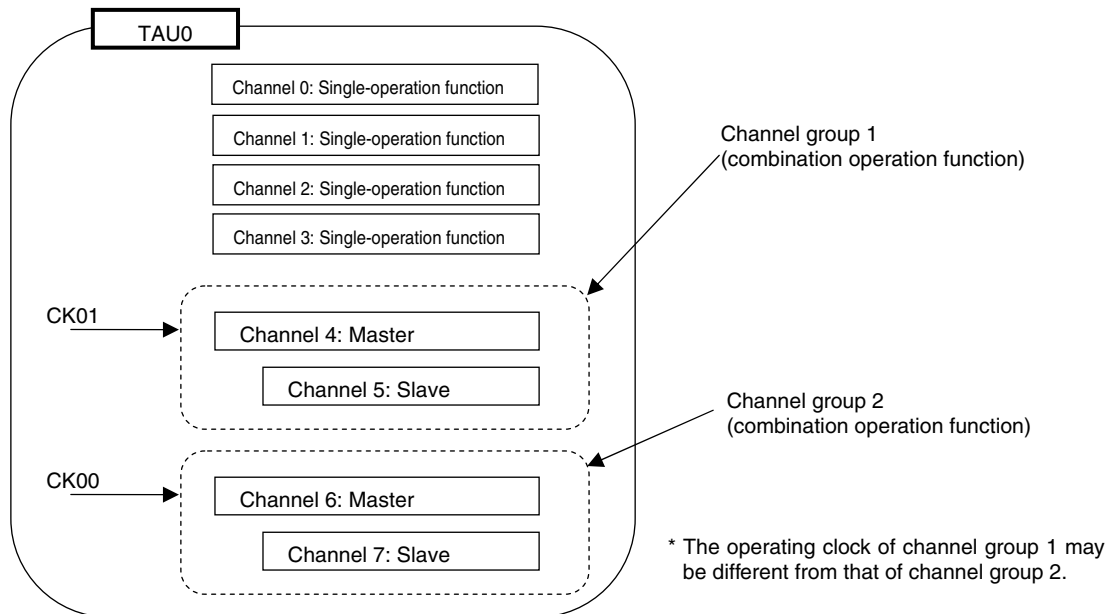 TAU0
Channel 0: Single-operation function
Channel 1: Single-operation function
Channel 2: Single-operation function
Channel 3: Single-operation function
Channel group 1
(combination operation function)
CK01
Channel 4: Master
Channel 5: Slave
Channel group 2
(combination operation function)
CK00
Channel 6: Master
Channel 7: Slave
* The operating clock of channel group 1 may
be different from that of channel group 2.